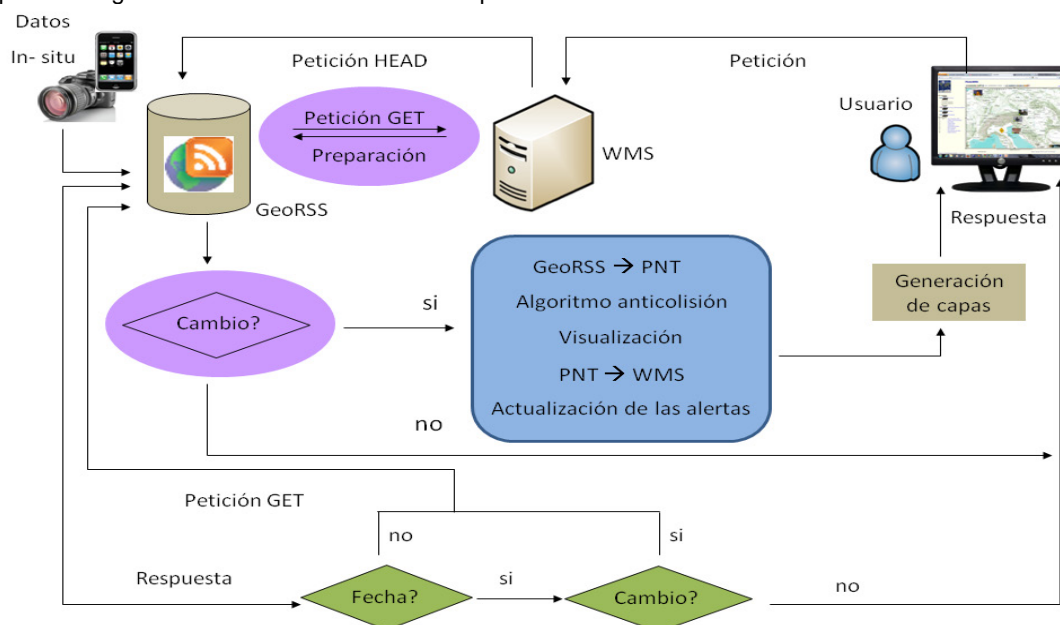 Datos
In- situ
Petición HEAD
Petición
Petición GET
Preparación
Usuario
WMS
GeoRSS
Respuesta
GeoRSS → PNT
Algoritmo anticolisión
Visualización
PNT → WMS
Actualización de las alertas
Generación
de capas
Cambio?
si
no
Petición GET
no
si
Respuesta
Fecha?
si
Cambio?
no